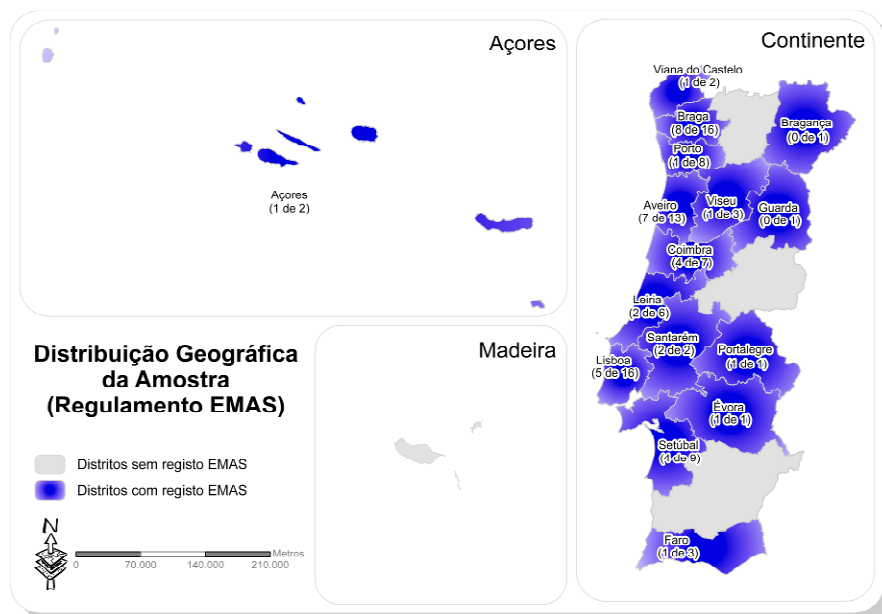 Açores
Açores
(1 de 2)
Continente
Viana do Castelo
(1 de 2)
Braga
(8 de 16)
Bragança
(0 de 1)
Porto
(1 de 8)
Aveiro
(7 de 13)
Viseu
(1 de 3)
Guarda
(0 de 1)
Coimbra
(4 de 7)
Leiria
(2 de 6)
Santarém
(2 de 2)
Lisboa
(5 de 16)
Portalegre
(1 de 1)
Évora
(1 de 1)
Setúbal
(1 de 9)
Faro
(1 de 3)
Madeira
Distribuição Geográfica
da Amostra
(Regulamento EMAS)
Distritos sem registo EMAS
Distritos com registo EMAS
N
Metros
0 70.000 140.000 210.000